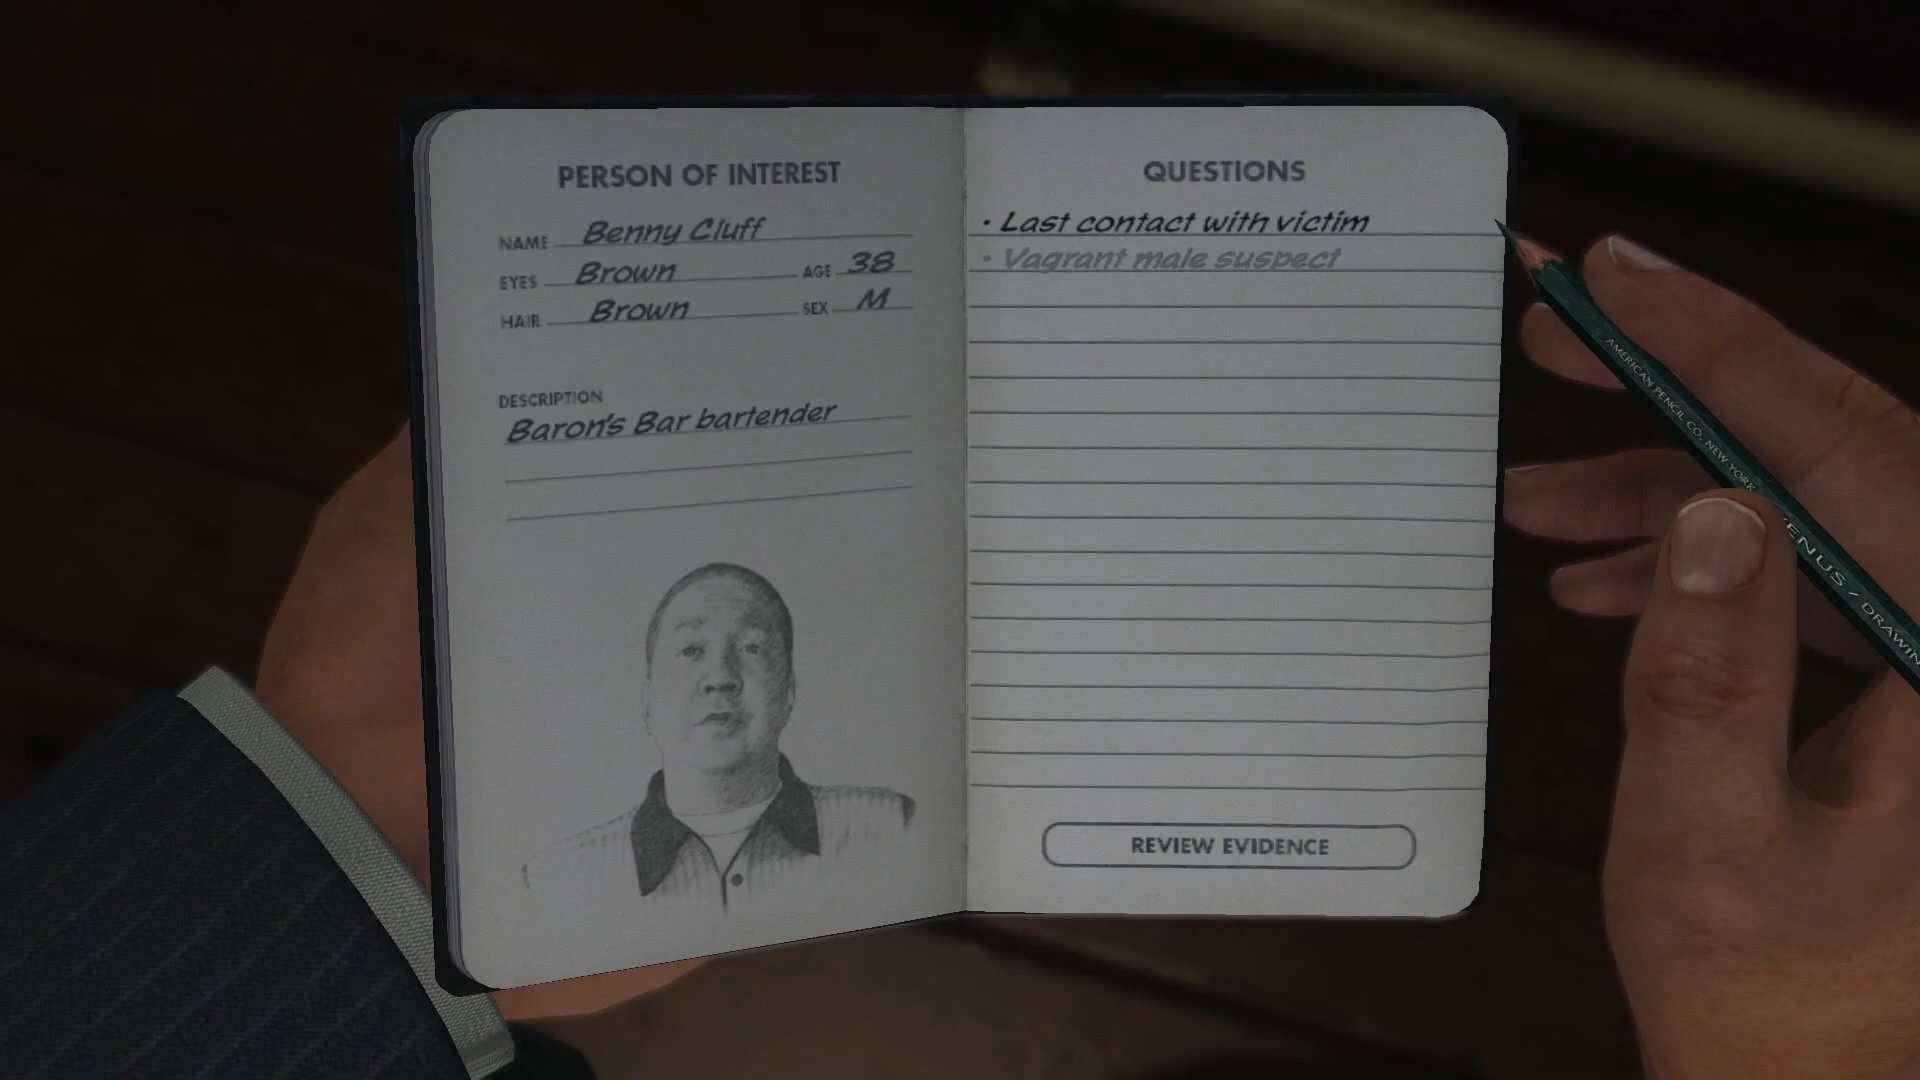 PERSON OF INTEREST
NAME Benny Cluff
EYES Brown AGE 38
HAIR Brown SEX M
DESCRIPTION
Baron's Bar bartender
QUESTIONS
• Last contact with victim
• Vagrant male suspect
REVIEW EVIDENCE
AMERICAN PENCIL CO. NEW YORK
VENUS / DRAWIN